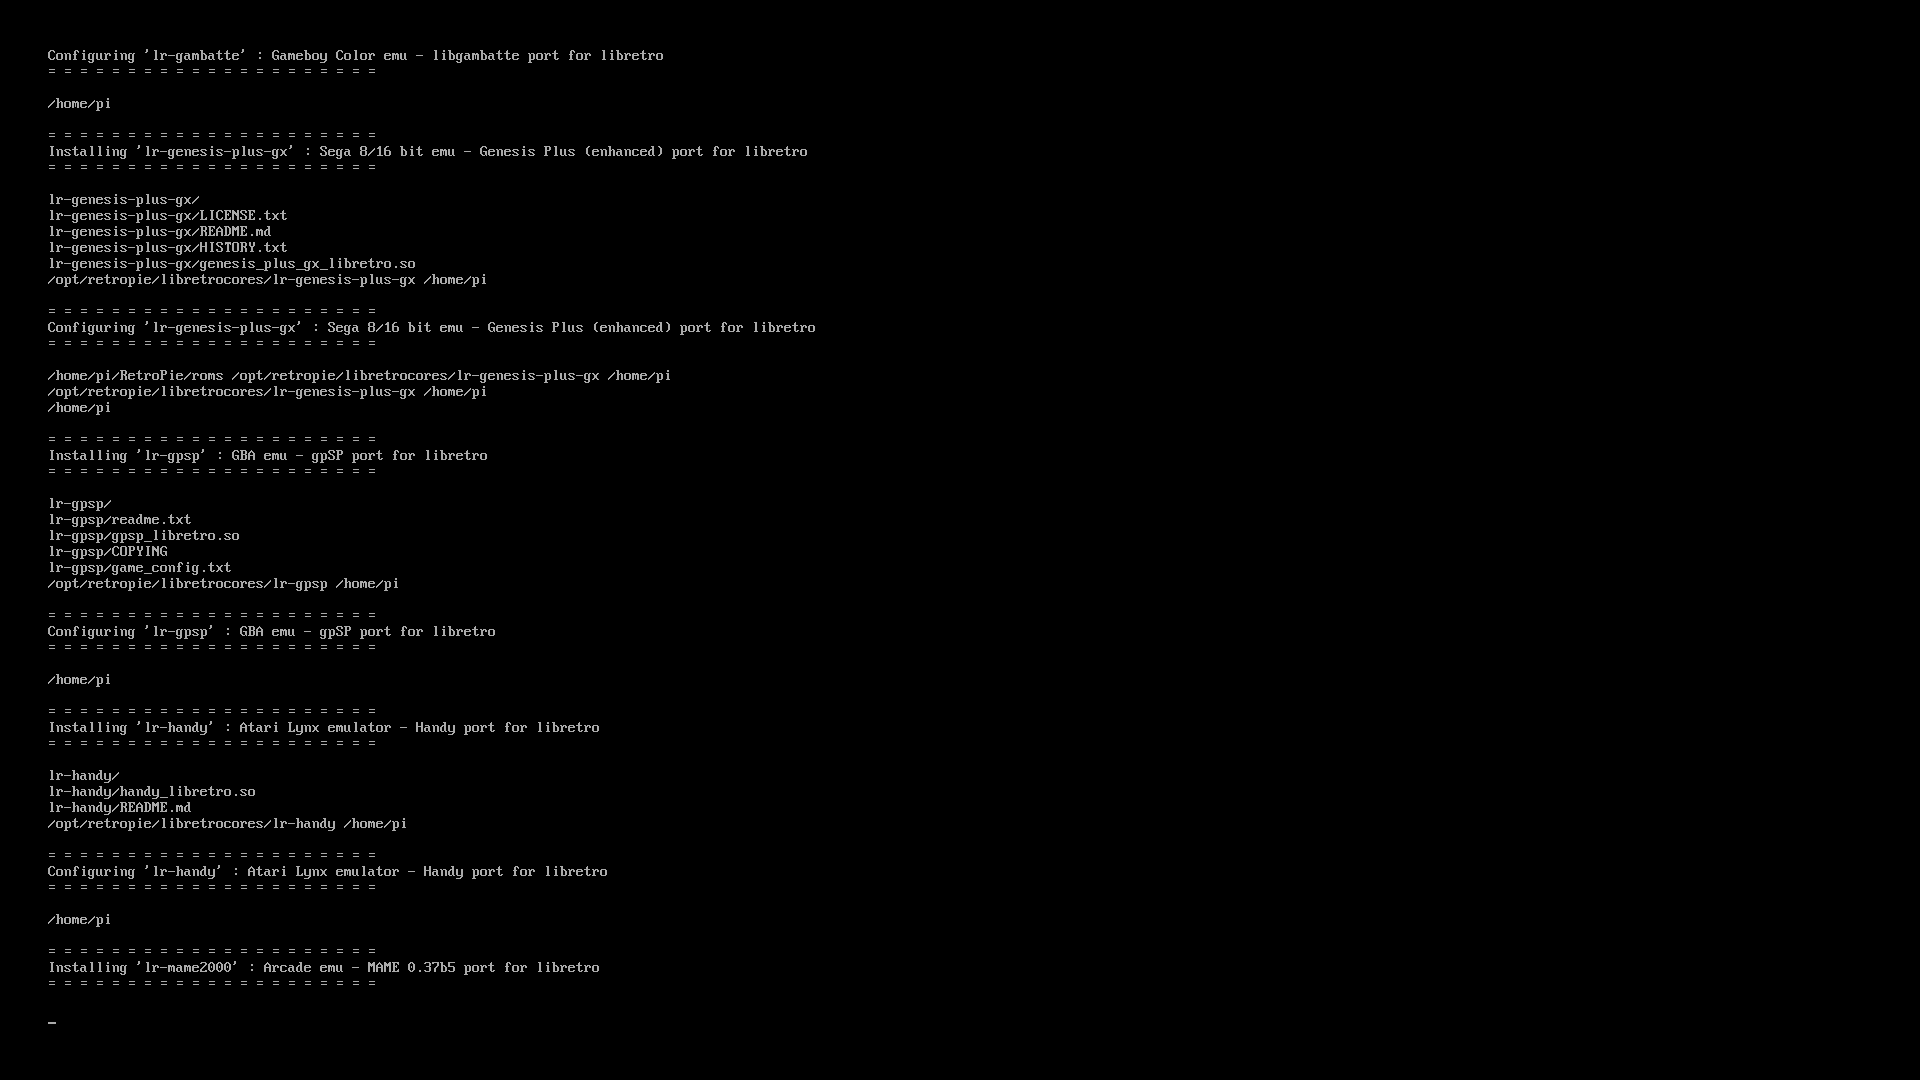 Configuring 'lr-gambatte' : Gameboy Color emu - libgambatte port for libretro
= = = = = = = = = = = = = = = = = = = = =
/home/pi
= = = = = = = = = = = = = = = = = = = = =
Installing 'lr-genesis-plus-gx' : Sega 8/16 bit emu - Genesis Plus (enhanced) port for libretro
= = = = = = = = = = = = = = = = = = = = =
lr-genesis-plus-gx/
lr-genesis-plus-gx/LICENSE.txt
lr-genesis-plus-gx/README.md
lr-genesis-plus-gx/HISTORY.txt
lr-genesis-plus-gx/genesis_plus_gx_libretro.so
/opt/retropie/libretrocores/lr-genesis-plus-gx /home/pi
= = = = = = = = = = = = = = = = = = = = =
Configuring 'lr-genesis-plus-gx' : Sega 8/16 bit emu - Genesis Plus (enhanced) port for libretro
= = = = = = = = = = = = = = = = = = = = =
/home/pi/RetroPie/roms /opt/retropie/libretrocores/lr-genesis-plus-gx /home/pi
/opt/retropie/libretrocores/lr-genesis-plus-gx /home/pi
/home/pi
= = = = = = = = = = = = = = = = = = = = =
Installing 'lr-gpsp' : GBA emu - gpSP port for libretro
= = = = = = = = = = = = = = = = = = = = =
lr-gpsp/
lr-gpsp/readme.txt
lr-gpsp/gpsp_libretro.so
lr-gpsp/COPYING
lr-gpsp/game_config.txt
/opt/retropie/libretrocores/lr-gpsp /home/pi
= = = = = = = = = = = = = = = = = = = = =
Configuring 'lr-gpsp' : GBA emu - gpSP port for libretro
= = = = = = = = = = = = = = = = = = = = =
/home/pi
= = = = = = = = = = = = = = = = = = = = =
Installing 'lr-handy' : Atari Lynx emulator - Handy port for libretro
= = = = = = = = = = = = = = = = = = = = =
lr-handy/
lr-handy/handy_libretro.so
lr-handy/README.md
/opt/retropie/libretrocores/lr-handy /home/pi
= = = = = = = = = = = = = = = = = = = = =
Configuring 'lr-handy' : Atari Lynx emulator - Handy port for libretro
= = = = = = = = = = = = = = = = = = = = =
/home/pi
= = = = = = = = = = = = = = = = = = = = =
Installing 'lr-mame2000' : Arcade emu - MAME 0.37b5 port for libretro
= = = = = = = = = = = = = = = = = = = = =
_